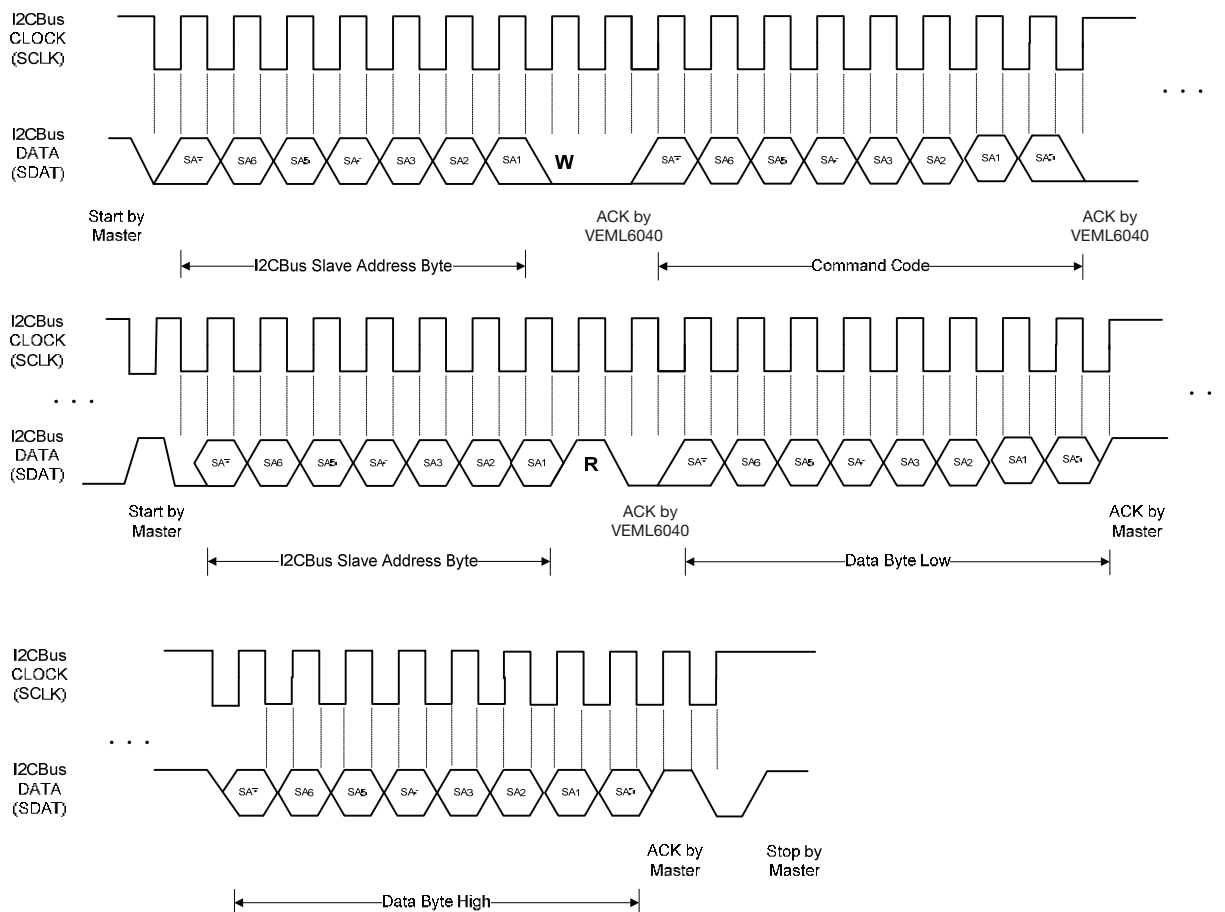 I2CBus
CLOCK
(SCLK)
. . .
I2CBus
DATA
(SDAT)
SA6 SA3 SA2 SA1 W SA6 SA3 SA2 SA1
Start by
Master
ACK by
VEML6040
ACK by
VEML6040
I2CBus Slave Address Byte
Command Code
I2CBus
CLOCK
(SCLK)
. . .
. .
I2CBus
DATA
(SDAT)
SA6 SA3 SA2 SA1 R SA6 SA3 SA2 SA1
Start by
Master
ACK by
VEML6040
ACK by
Master
I2CBus Slave Address Byte
Data Byte Low
I2CBus
CLOCK
(SCLK)
. . .
I2CBus
DATA
(SDAT)
SA6 SA3 SA2 SA1
ACK by
Master
Stop by
Master
Data Byte High